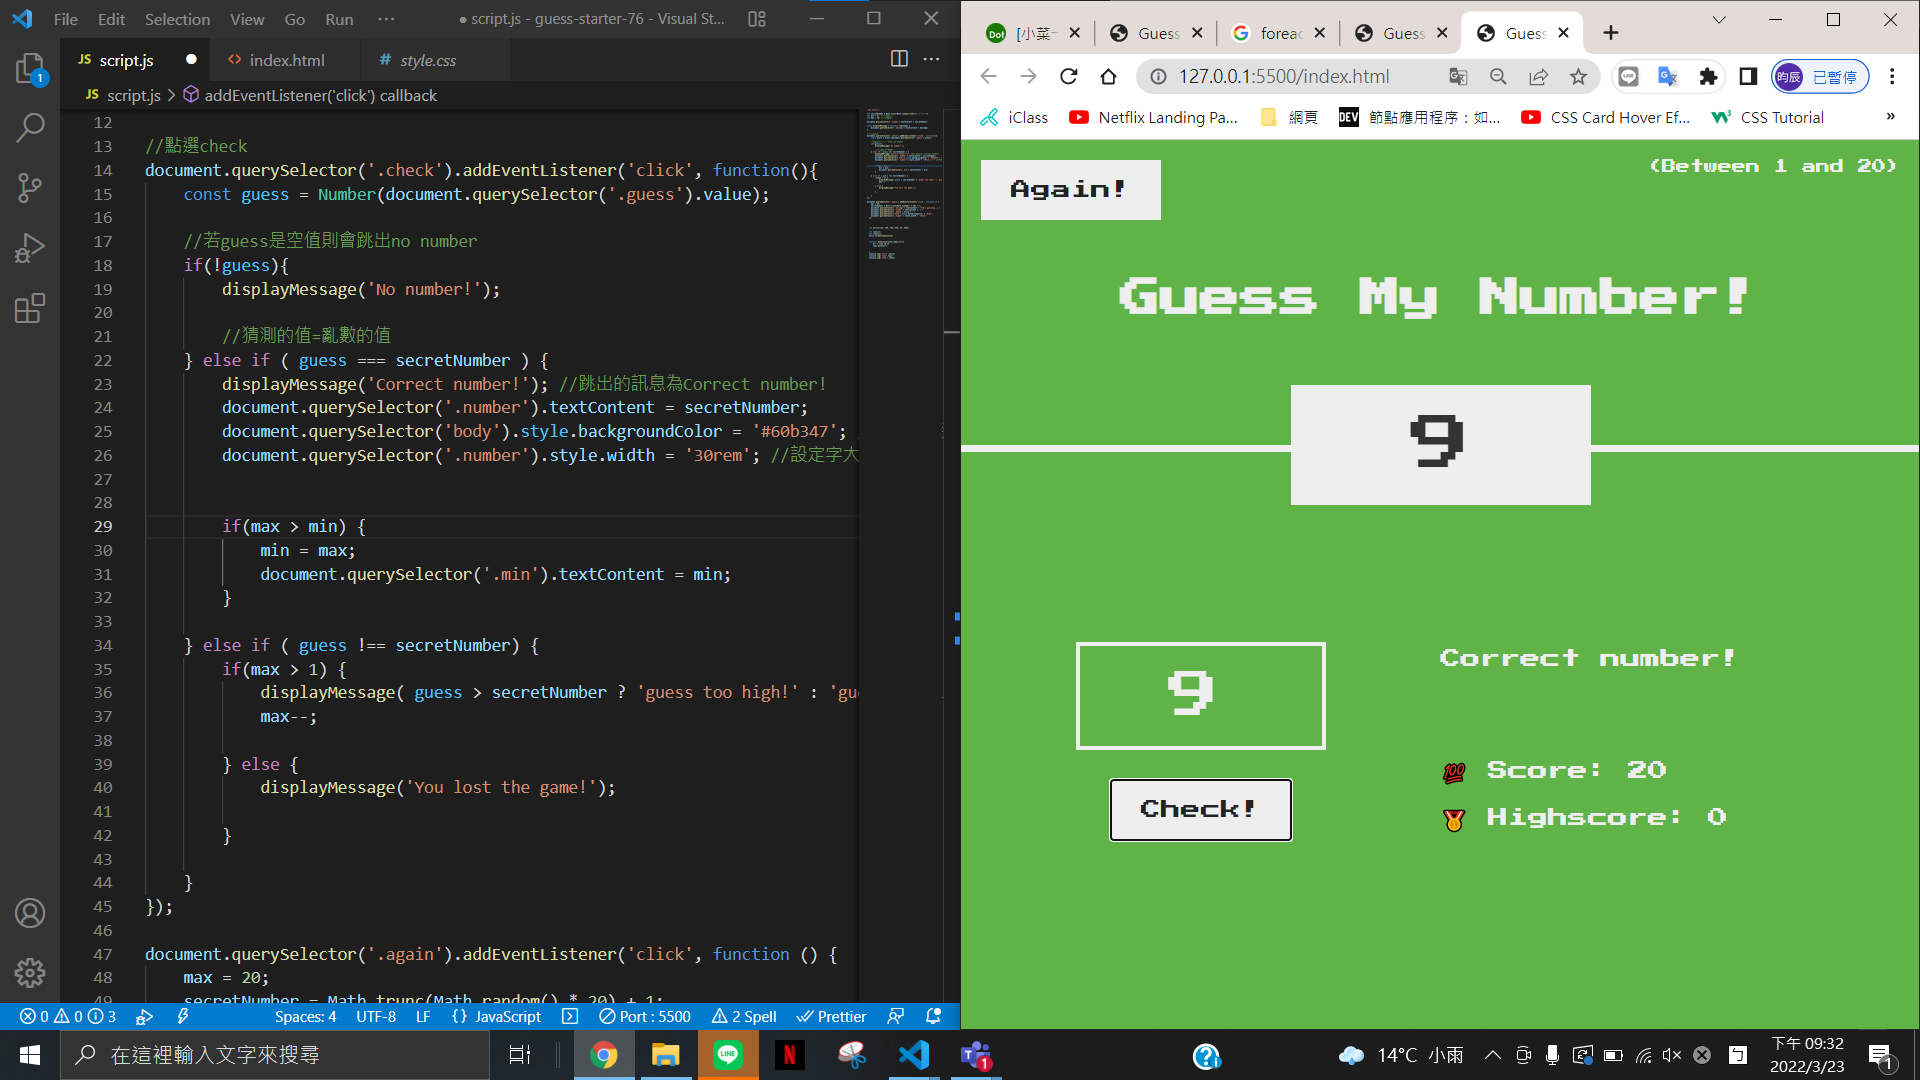 File Edit Selection View Go Run ··· ● script.js - guess-starter-76 - Visual St...
JS script.js ● <> index.html # style.css
JS script.js > addEventListener('click') callback
12
13 //點選check
14 document.querySelector('.check').addEventListener('click', function(){
15 const guess = Number(document.querySelector('.guess').value);
16
17 //若guess是空值則會跳出no number
18 if(!guess){
19 displayMessage('No number!');
20
21 //猜測的值=亂數的值
22 } else if ( guess === secretNumber ) {
23 displayMessage('Correct number!'); //跳出的訊息為Correct number!
24 document.querySelector('.number').textContent = secretNumber;
25 document.querySelector('body').style.backgroundColor = '#60b347';
26 document.querySelector('.number').style.width = '30rem'; //設定字大
27
28
29 if(max > min) {
30 min = max;
31 document.querySelector('.min').textContent = min;
32 }
33
34 } else if ( guess !== secretNumber) {
35 if(max > 1) {
36 displayMessage( guess > secretNumber ? 'guess too high!' : 'gu
37 max--;
38
39 } else {
40 displayMessage('You lost the game!');
41
42 }
43
44 }
45 });
46
47 document.querySelector('.again').addEventListener('click', function () {
48 max = 20;
49 secretNumber = Math.trunc(Math.random() * 20) + 1;
1
0 0 3 Spaces: 4 UTF-8 LF {} JavaScript Port : 5500 2 Spell Prettier
Dot [小菜一 Guess Guess foreac Guess Guess
127.0.0.1:5500/index.html 昀辰 已暫停
iClass Netflix Landing Pa... 網頁 DEV 節點應用程序：如... CSS Card Hover Ef... CSS Tutorial »
(Between 1 and 20)
Again!
Guess My Number!
9
9
Correct number!
💯 Score: 20
Check!
🥇 Highscore: 0
在這裡輸入文字來搜尋
LINE N 1 14°C 小雨 下午 09:32
2022/3/23 1